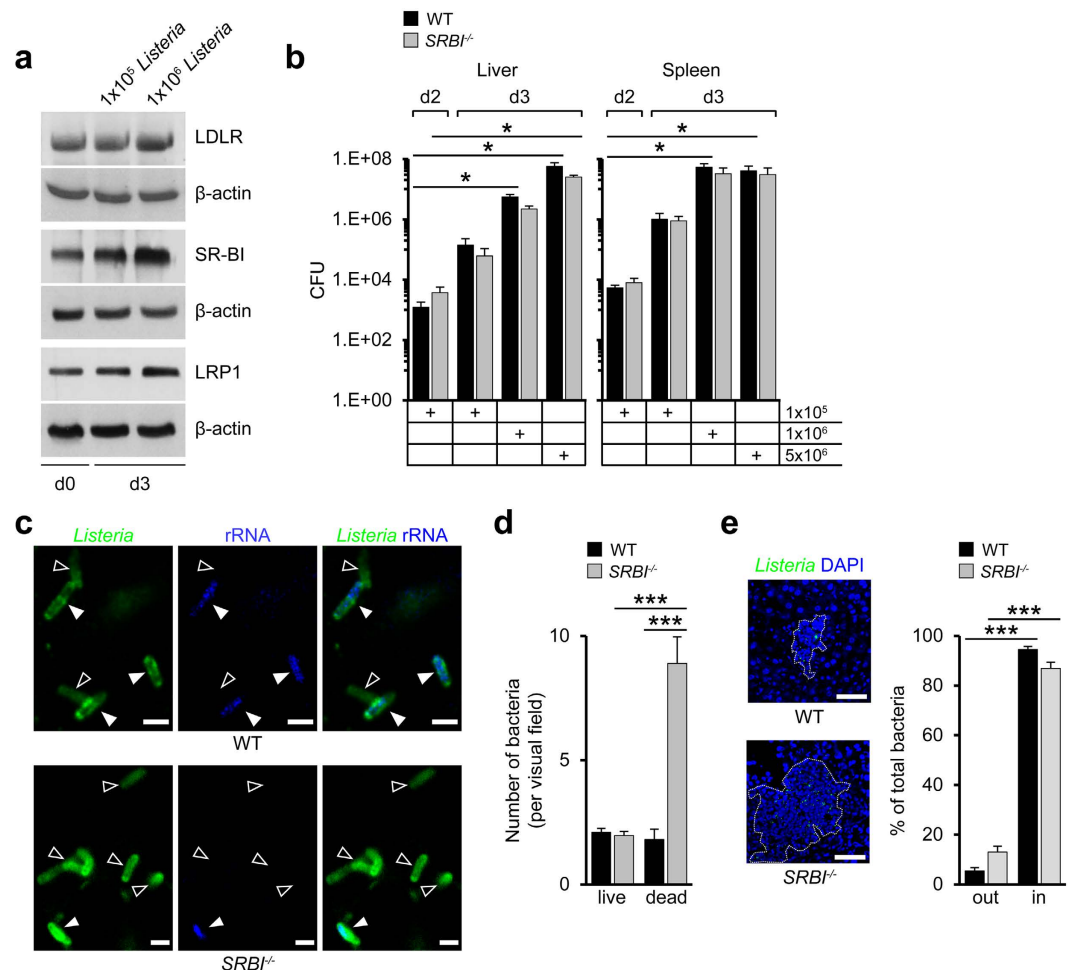 a
1x10⁵ Listeria
1x10⁶ Listeria
LDLR
β-actin
SR-BI
β-actin
LRP1
β-actin
d0
d3
WT
SRBI⁻/⁻
b
Liver
Spleen
d2
d3
d2
d3
*
*
*
*
*
CFU
1.E+08
1.E+06
1.E+04
1.E+02
1.E+00
+ + + + 1x10⁵
+ + 1x10⁶
+ + 5x10⁶
c
Listeria
rRNA
Listeria rRNA
WT
SRBI⁻/⁻
d
WT
SRBI⁻/⁻
***
***
Number of bacteria
(per visual field)
10
5
0
live
dead
e
Listeria DAPI
WT
SRBI⁻/⁻
WT
SRBI⁻/⁻
***
***
% of total bacteria
100
80
60
40
20
0
out
in